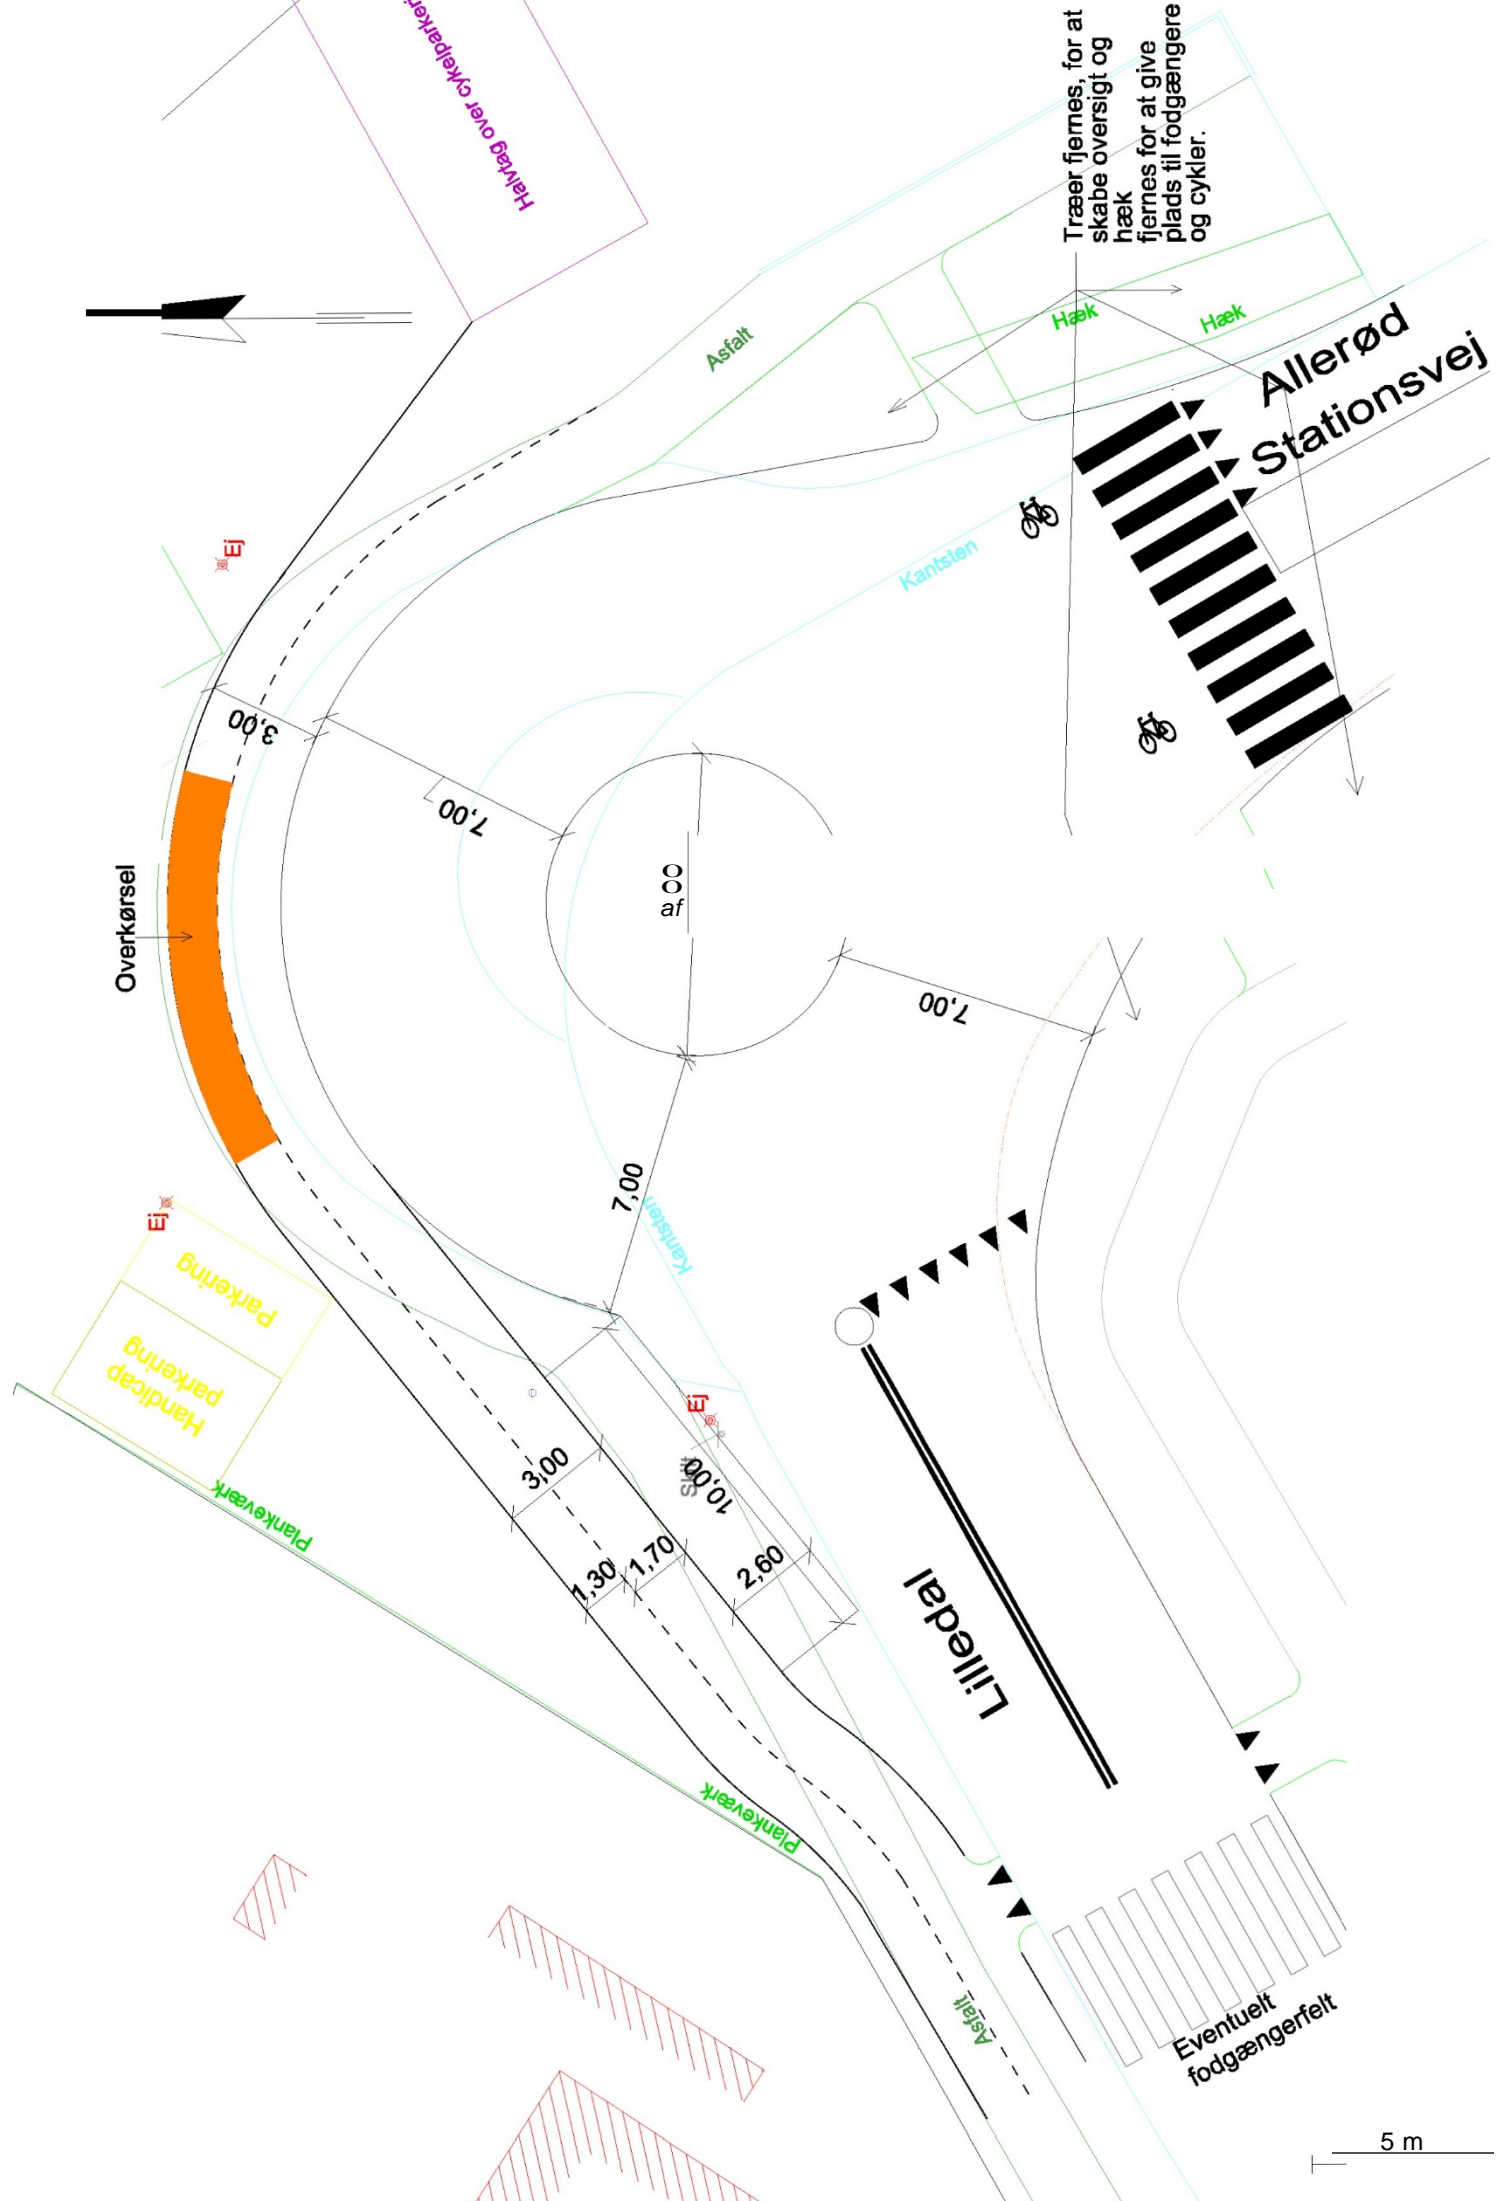 Halvtag over cykelparkeri
Træer fjernes, for at
skabe oversigt og
hæk
fjernes for at give
plads til fodgængere
og cykler.
Asfalt
Hæk
Hæk
Allerød
Stationsvej
Ej
Kantsten
3,00
7,00
Overkørsel
8
8
af
7,00
7,00
Kantsten
Ej
Parkering
Handicap
parkering
Plankeværk
Ej
3,00
10,00
1,30
1,70
2,60
Lilledal
Plankeværk
Asfalt
Eventuelt
fodgængerfelt
5 m